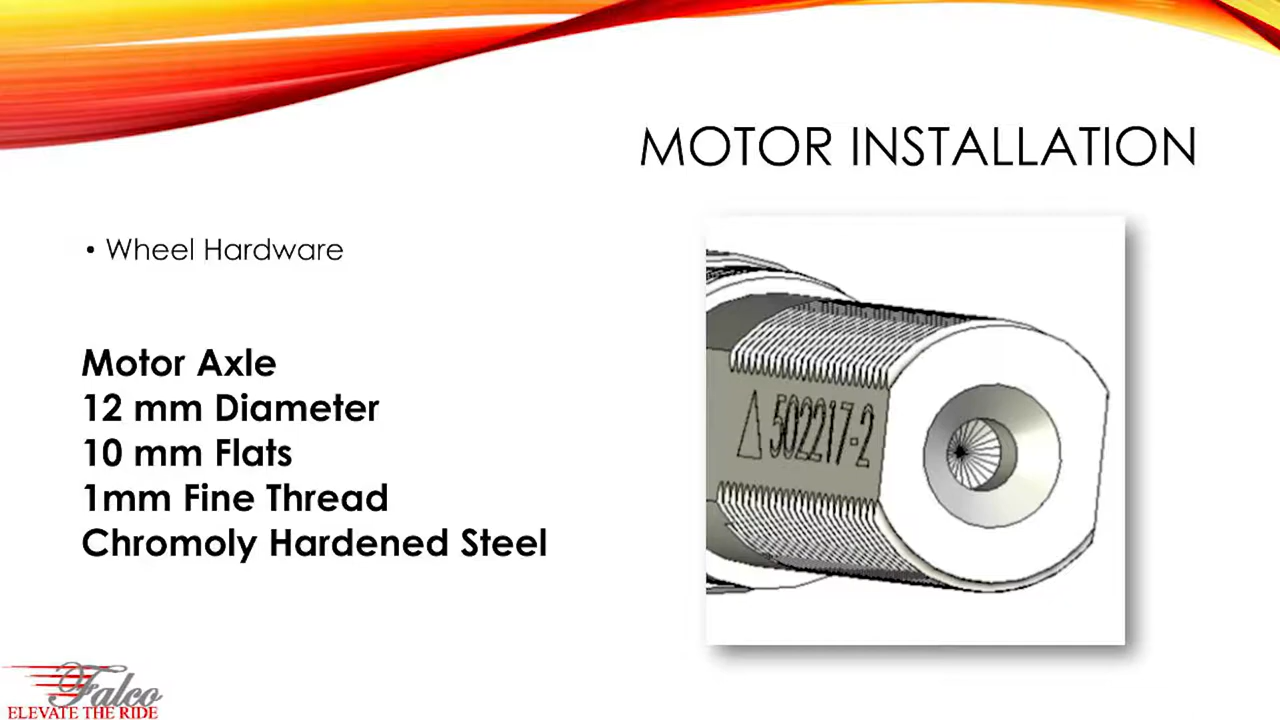 MOTOR INSTALLATION
• Wheel Hardware
Motor Axle
12 mm Diameter
10 mm Flats
1mm Fine Thread
Chromoly Hardened Steel
502217-2
Falco
ELEVATE THE RIDE